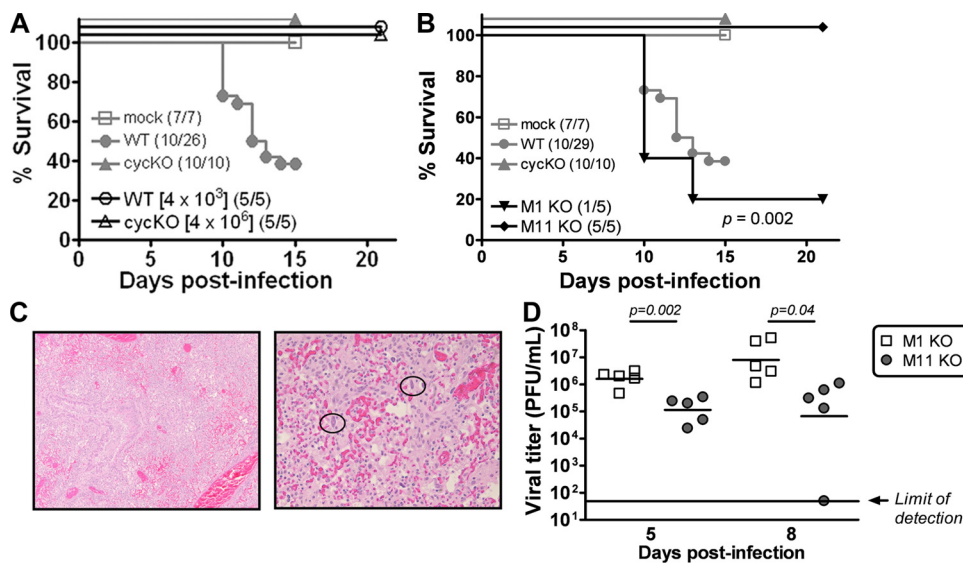 A
% Survival
100
80
60
40
20
0
mock (7/7)
WT (10/26)
cycKO (10/10)
WT [4 x 10³] (5/5)
cycKO [4 x 10⁶] (5/5)
0
10
15
20
Days post-infection
B
% Survival
100
80
60
40
20
0
mock (7/7)
WT (10/29)
cycKO (10/10)
M1 KO (1/5)
M11 KO (5/5)
p = 0.002
0
5
10
15
20
Days post-infection
C
D
Viral titer (PFU/mL)
10⁸
10⁷
10⁶
10⁵
10⁴
10³
10²
10¹
p=0.002
p=0.04
M1 KO
M11 KO
Limit of
detection
5
8
Days post-infection